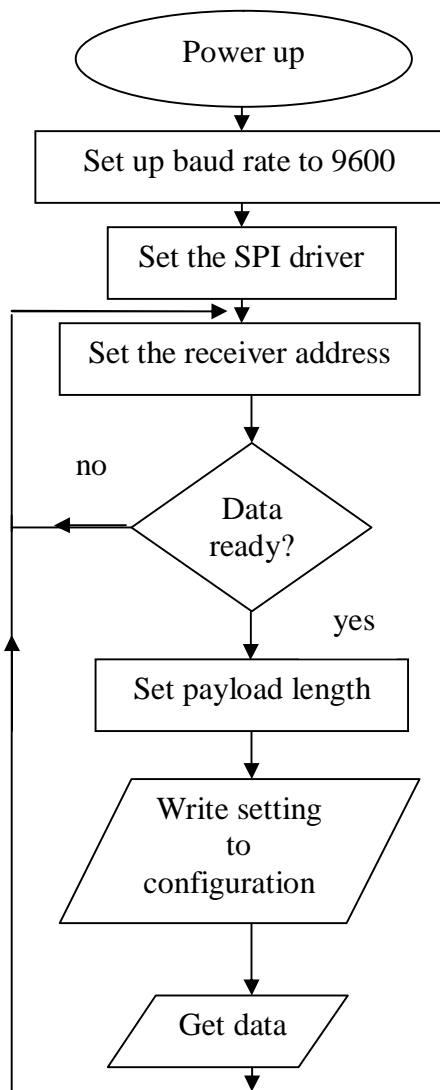 Power up
Set up baud rate to 9600
Set the SPI driver
Set the receiver address
no
Data
ready?
yes
Set payload length
Write setting
to
configuration
Get data